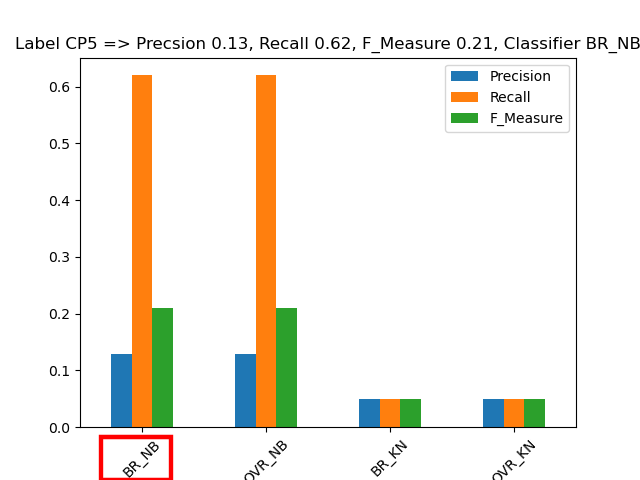 Label CP5 => Precsion 0.13, Recall 0.62, F_Measure 0.21, Classifier BR_NB
Precision
Recall
F_Measure
0.6
0.5
0.4
0.3
0.2
0.1
0.0
BR_NB
OVR_NB
BR_KN
OVR_KN